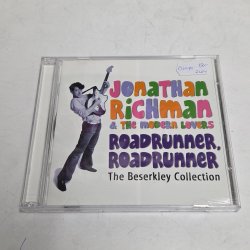 JONATHAN
RICHMAN
& THE MODERN LOVERS
ROADRUNNER,
ROADRUNNER
The Beserkley Collection